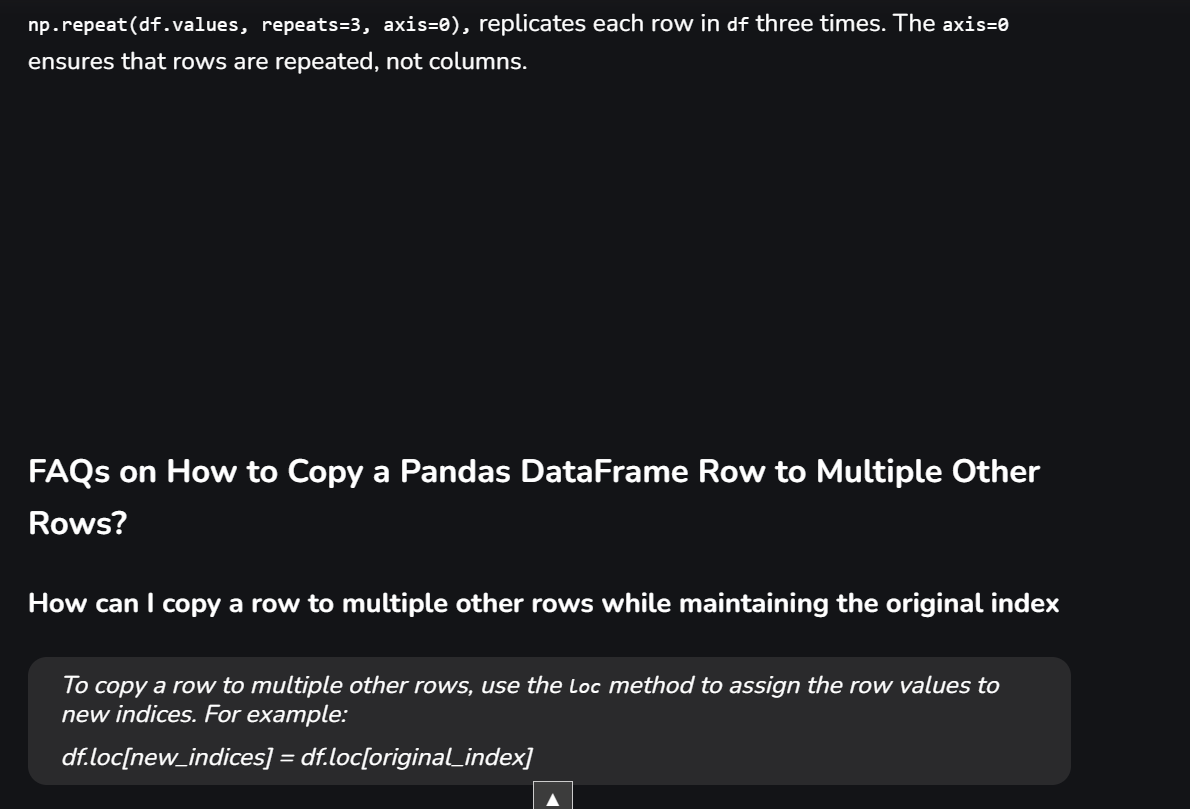 np.repeat(df.values, repeats=3, axis=0), replicates each row in df three times. The axis=0
ensures that rows are repeated, not columns.
FAQs on How to Copy a Pandas DataFrame Row to Multiple Other
Rows?
How can I copy a row to multiple other rows while maintaining the original index
To copy a row to multiple other rows, use the loc method to assign the row values to
new indices. For example:
df.loc[new_indices] = df.loc[original_index]